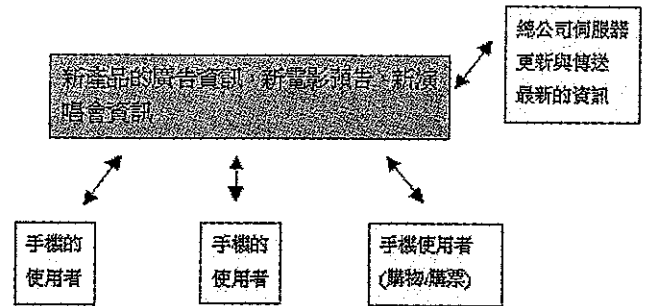 總公司伺服器
更新與傳送
最新的資訊
新產品的廣告資訊、新電影預告、新演
唱會資訊
手機的
使用者
手機的
使用者
手機使用者
(購物/購票)